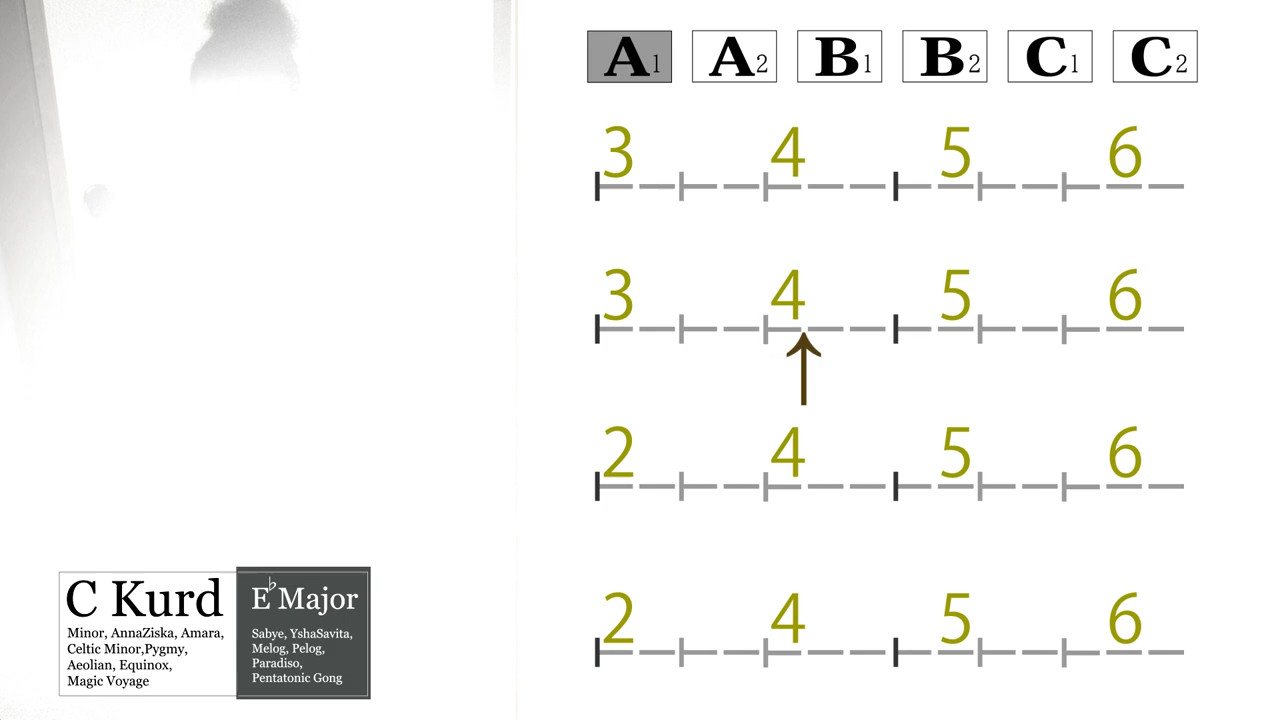 A1 A2 B1 B2 C1 C2
3 4 5 6
3 4 5 6
2 4 5 6
2 4 5 6
C Kurd
Minor, AnnaZiska, Amara,
Celtic Minor,Pygmy,
Aeolian, Equinox,
Magic Voyage
E♭ Major
Sabye, YshaSavita,
Melog, Pelog,
Paradiso,
Pentatonic Gong